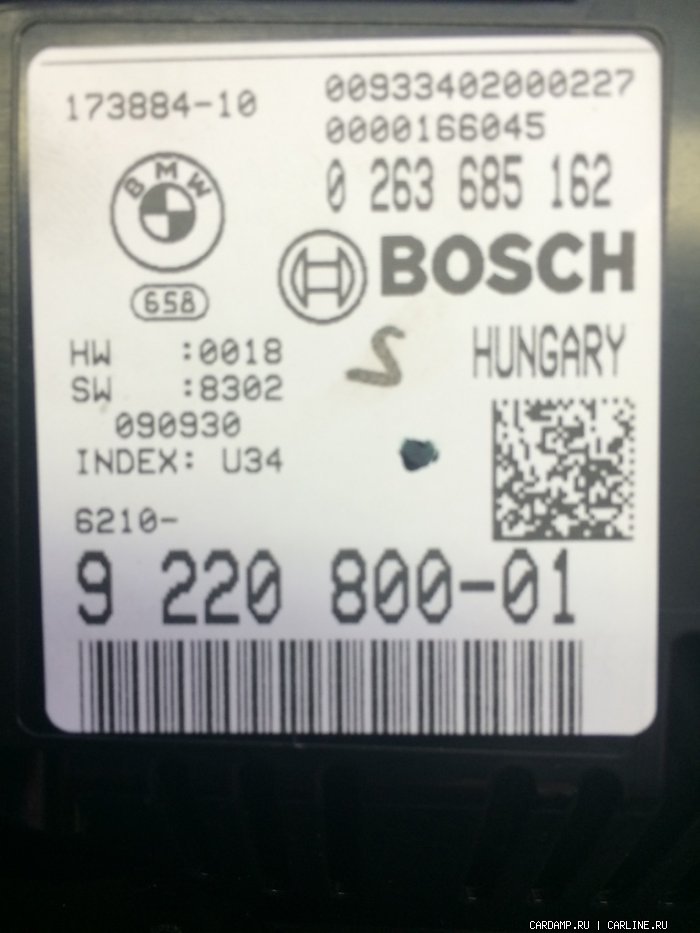 173884-10
00933402000227
0000166045
0 263 685 162
BMW
658
BOSCH
HUNGARY
HW :0018
SW :8302
090930
INDEX: U34
6210-
9 220 800-01
CARDAMP.RU | CARLINE.RU